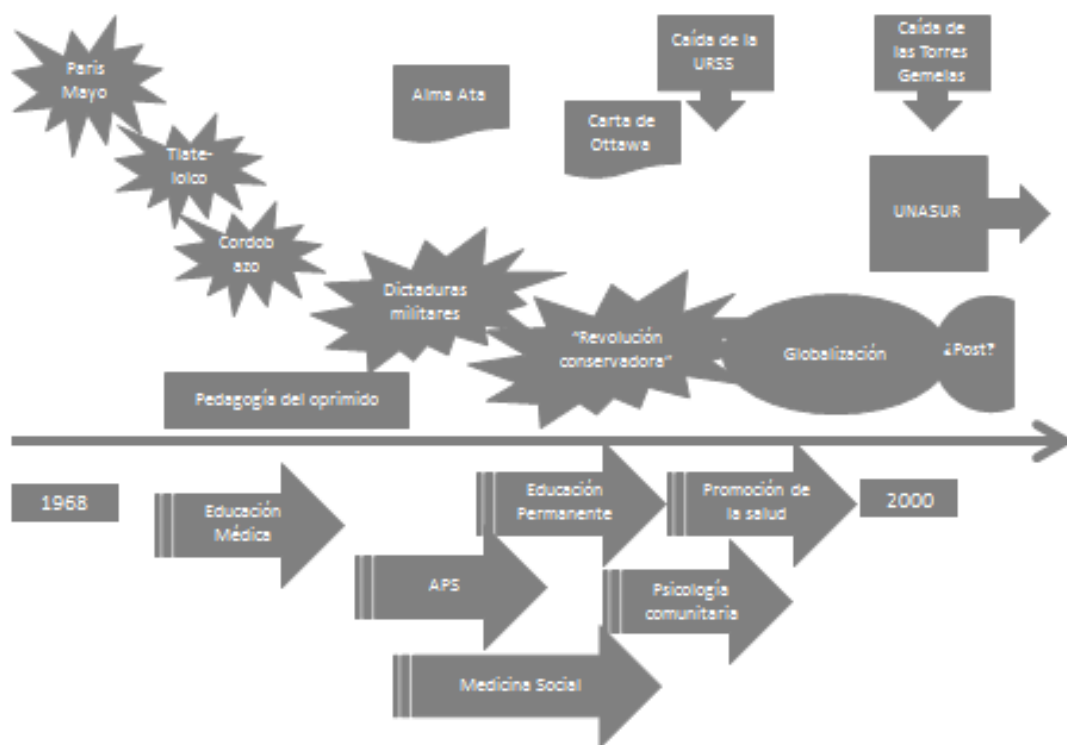 Paris
Mayo
Tlate-
lolco
Cordob
azo
Alma Ata
Carta de
Ottawa
Caída de la
URSS
Caída de
las Torres
Gemelas
UNASUR
Dictaduras
militares
"Revolución
conservadora"
Globalización
¿Post?
Pedagogía del oprimido
1968
2000
Educación
Médica
Educación
Permanente
Promoción de
la salud
APS
Psicología
comunitaria
Medicina Social